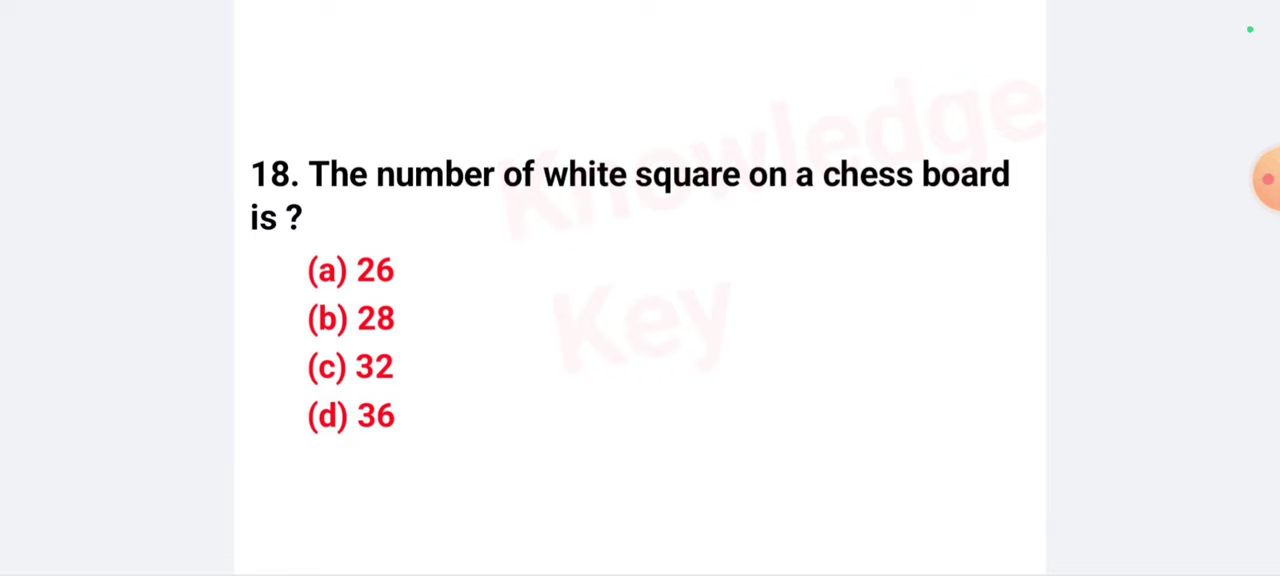 18. The number of white square on a chess board
is ?
(a) 26
(b) 28
(c) 32
(d) 36
Knowledge
Key